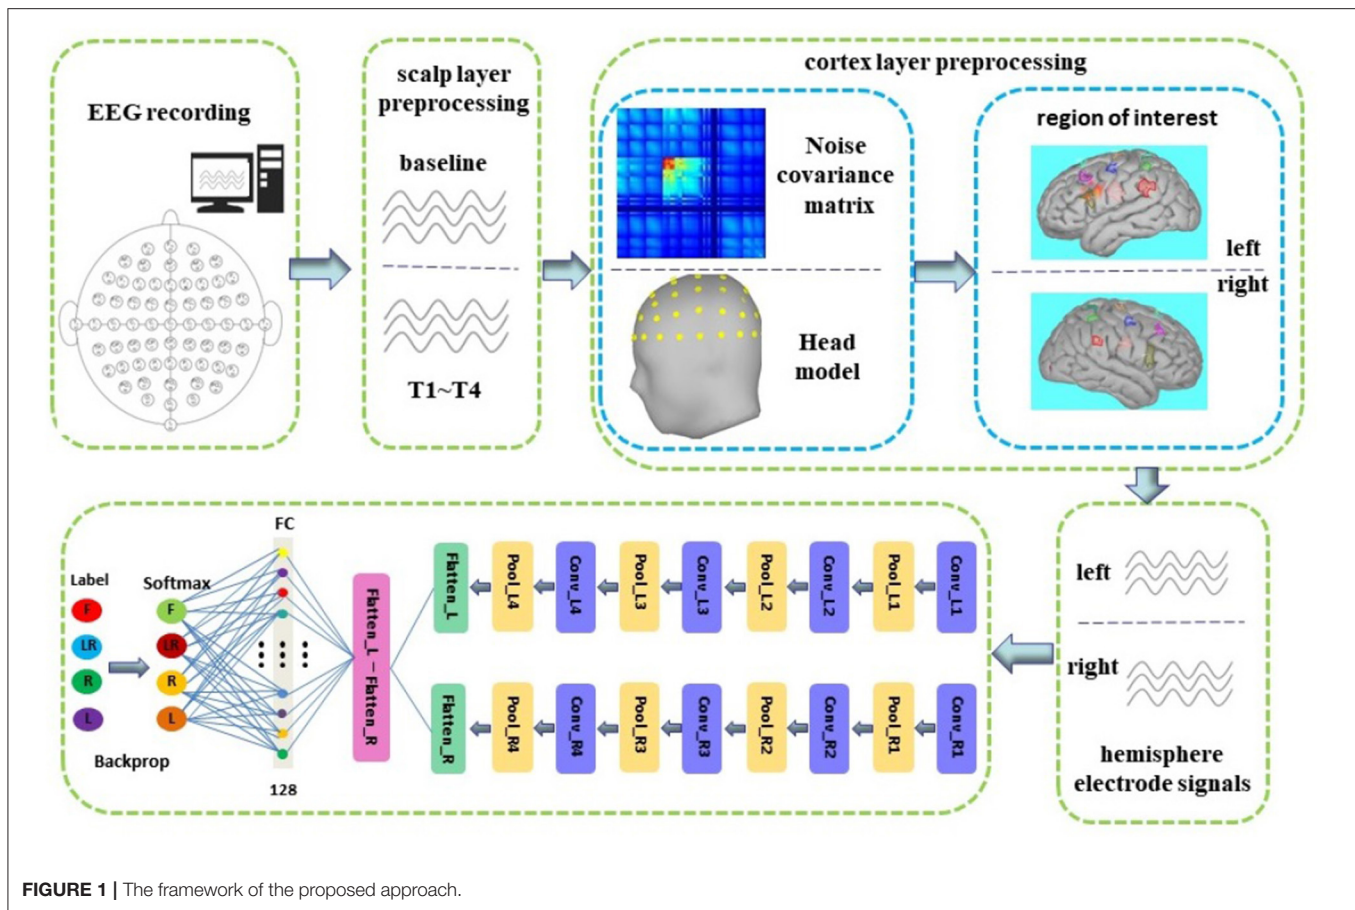 EEG recording
scalp layer
preprocessing
baseline
T1~T4
cortex layer preprocessing
Noise
covariance
matrix
Head
model
region of interest
left
right
left
right
hemisphere
electrode signals
Conv_L1
Pool_L1
Conv_L2
Pool_L2
Conv_L3
Pool_L3
Conv_L4
Pool_L4
Flatten_L
Conv_R1
Pool_R1
Conv_R2
Pool_R2
Conv_R3
Pool_R3
Conv_R4
Pool_R4
Flatten_R
Flatten_L – Flatten_R
FC
128
Softmax
F
LR
R
L
Label
F
LR
R
L
Backprop
FIGURE 1 | The framework of the proposed approach.